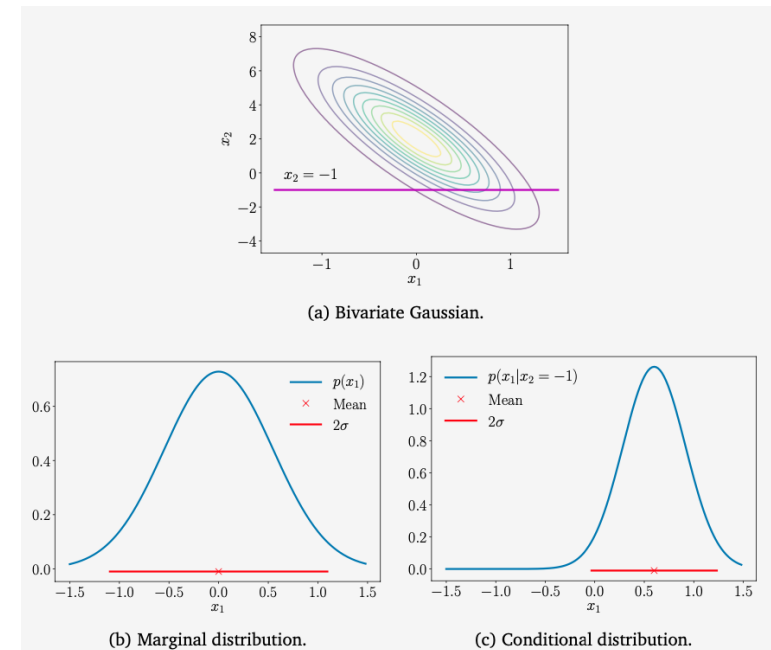 8
6
4
2
0
−2
−4
x₂
x₂ = −1
−1 0 1
x₁
(a) Bivariate Gaussian.
0.6
0.4
0.2
0.0
p(x₁)
Mean
2σ
−1.5 −1.0 −0.5 0.0 0.5 1.0 1.5
x₁
(b) Marginal distribution.
1.2
1.0
0.8
0.6
0.4
0.2
0.0
p(x₁|x₂ = −1)
Mean
2σ
−1.5 −1.0 −0.5 0.0 0.5 1.0 1.5
x₁
(c) Conditional distribution.